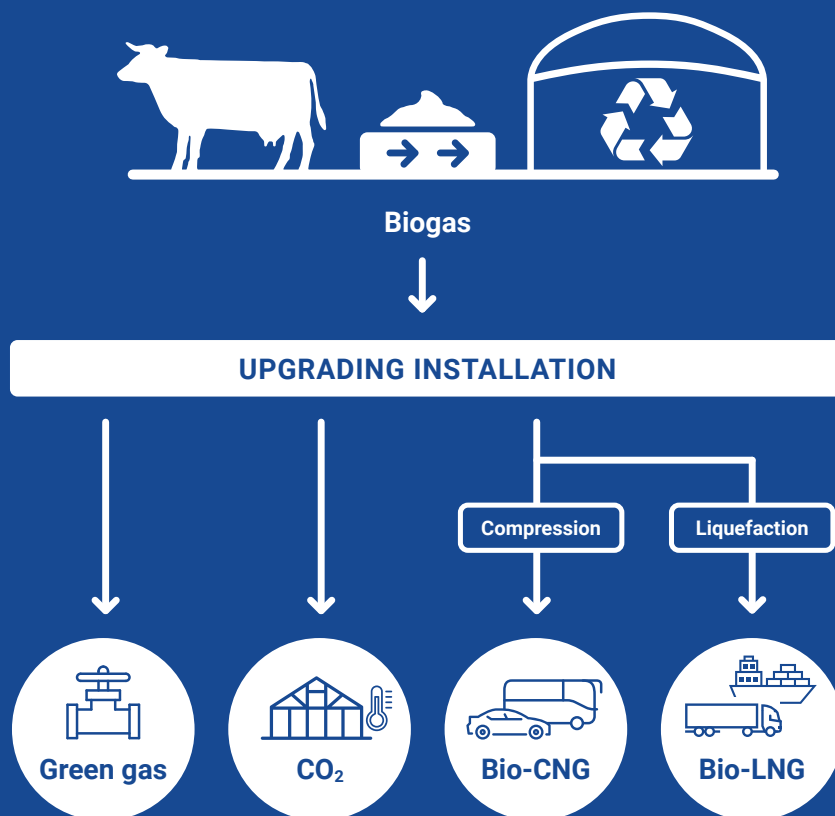 Biogas
UPGRADING INSTALLATION
Compression
Liquefaction
Green gas
CO₂
Bio-CNG
Bio-LNG